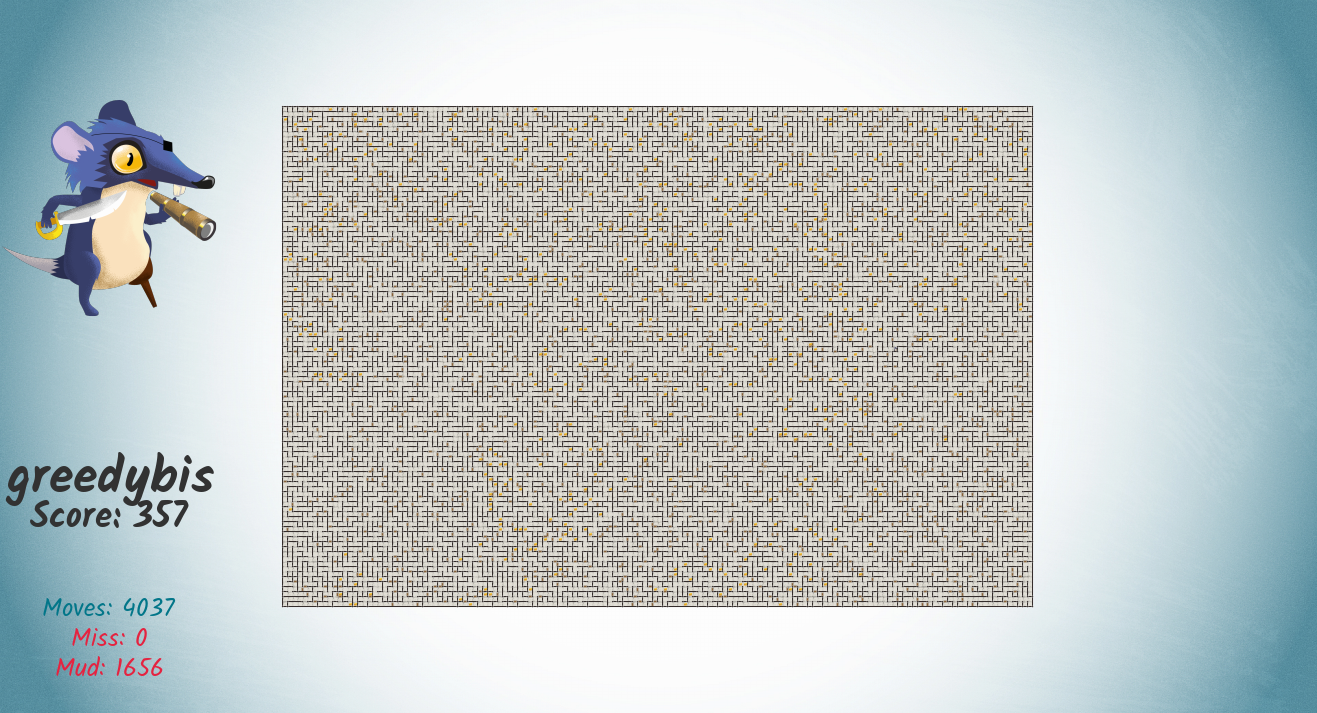 greedybis
Score: 357
Moves: 4037
Miss: 0
Mud: 1656